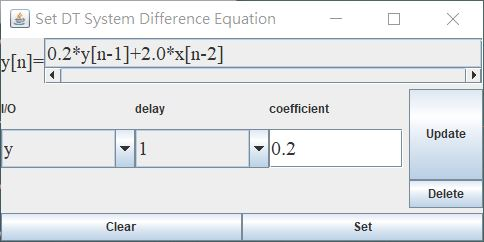 Set DT System Difference Equation
y[n]=0.2*y[n-1]+2.0*x[n-2]
I/O delay coefficient
y 1 0.2
Update
Delete
Clear Set